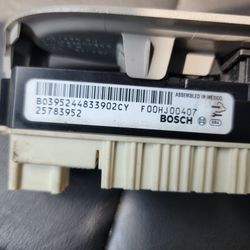 ASSEMBLED IN MEXICO
B0395244833902CY F00HJ00407
25783952
BOSCH